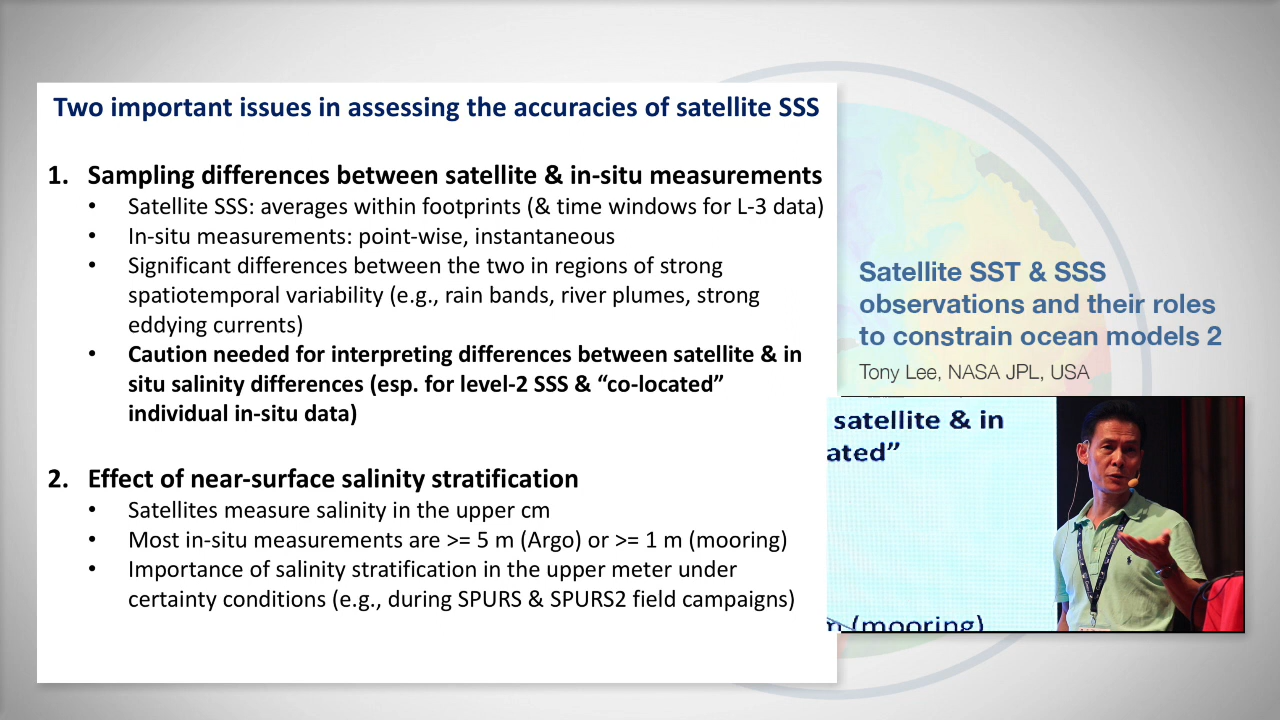 Two important issues in assessing the accuracies of satellite SSS
1. Sampling differences between satellite & in-situ measurements
• Satellite SSS: averages within footprints (& time windows for L-3 data)
• In-situ measurements: point-wise, instantaneous
• Significant differences between the two in regions of strong
spatiotemporal variability (e.g., rain bands, river plumes, strong
eddying currents)
• Caution needed for interpreting differences between satellite & in
situ salinity differences (esp. for level-2 SSS & “co-located”
individual in-situ data)
2. Effect of near-surface salinity stratification
• Satellites measure salinity in the upper cm
• Most in-situ measurements are >= 5 m (Argo) or >= 1 m (mooring)
• Importance of salinity stratification in the upper meter under
certainty conditions (e.g., during SPURS & SPURS2 field campaigns)
Satellite SST & SSS
observations and their roles
to constrain ocean models 2
Tony Lee, NASA JPL, USA
satellite & in
ated”
m (mooring)